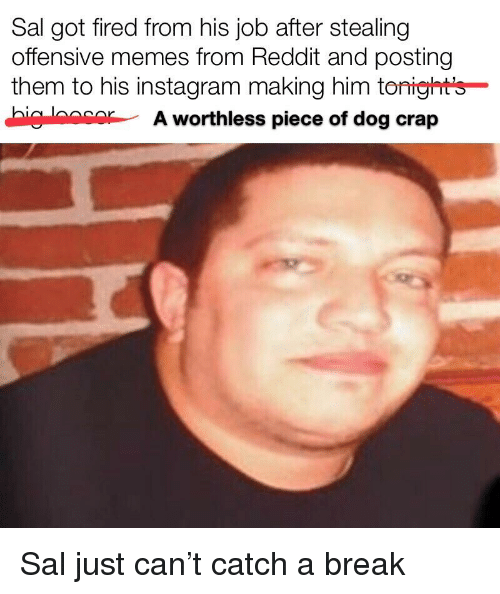 Sal got fired from his job after stealing
offensive memes from Reddit and posting
them to his instagram making him tonight's
big looser A worthless piece of dog crap
Sal just can’t catch a break